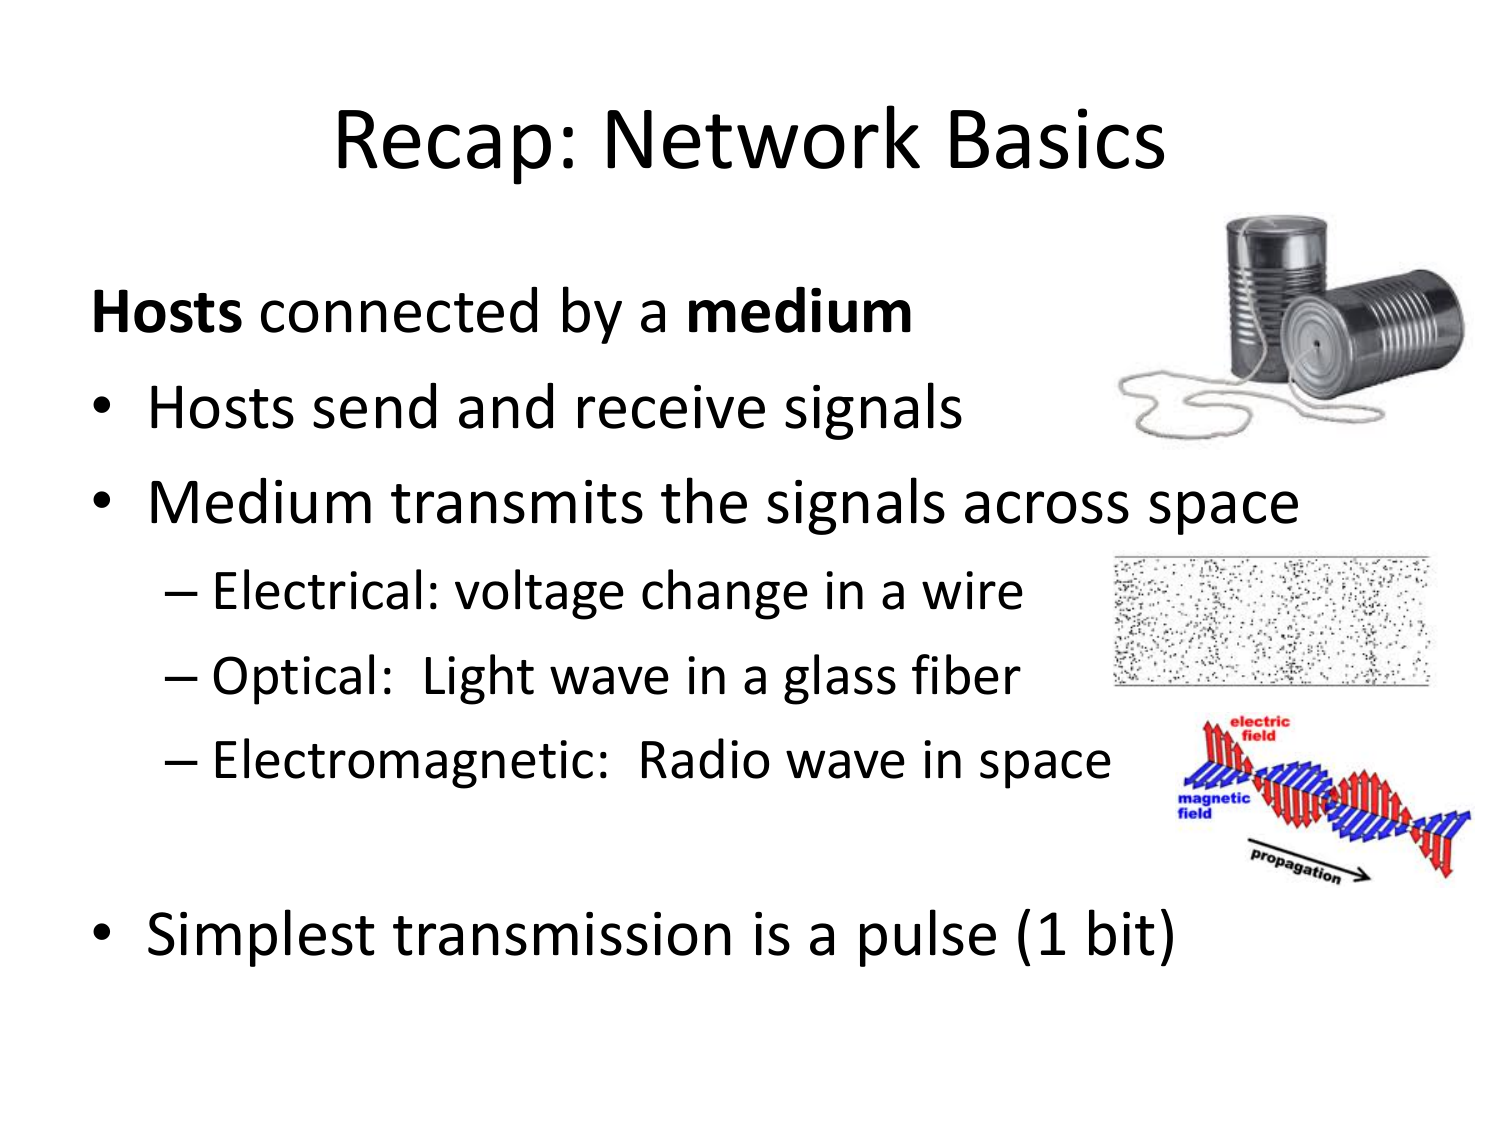 Recap: Network Basics
Hosts connected by a medium
• Hosts send and receive signals
• Medium transmits the signals across space
– Electrical: voltage change in a wire
– Optical:  Light wave in a glass fiber
– Electromagnetic:  Radio wave in space
electric
field
magnetic
field
propagation
• Simplest transmission is a pulse (1 bit)